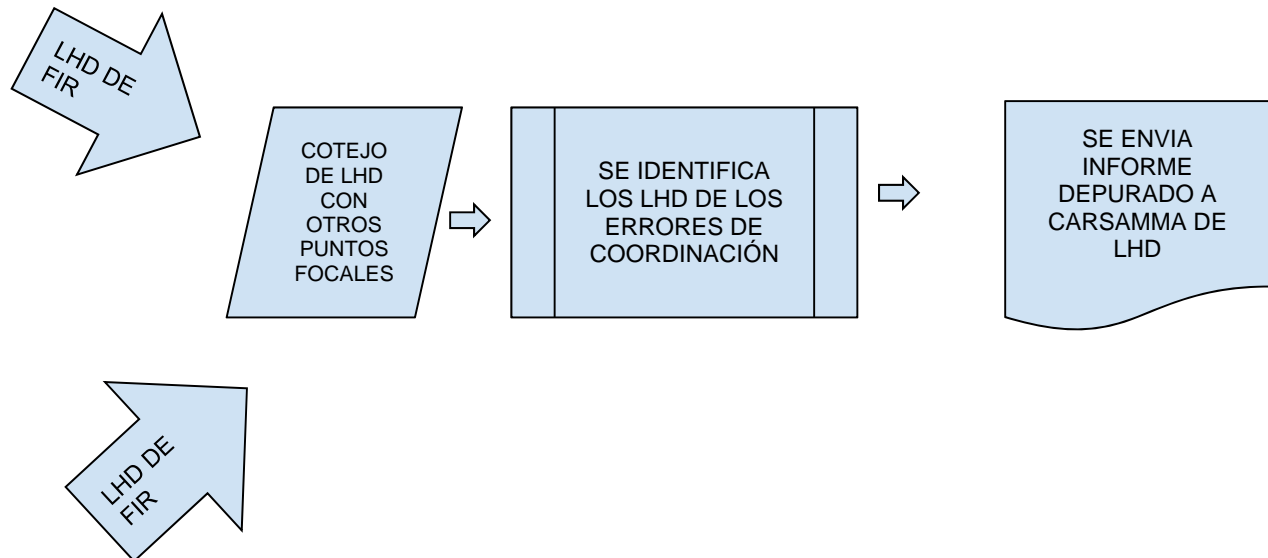 LHD DE
FIR
COTEJO
DE LHD
CON
OTROS
PUNTOS
FOCALES
SE IDENTIFICA
LOS LHD DE LOS
ERRORES DE
COORDINACIÓN
SE ENVIA
INFORME
DEPURADO A
CARSAMMA DE
LHD
LHD DE
FIR